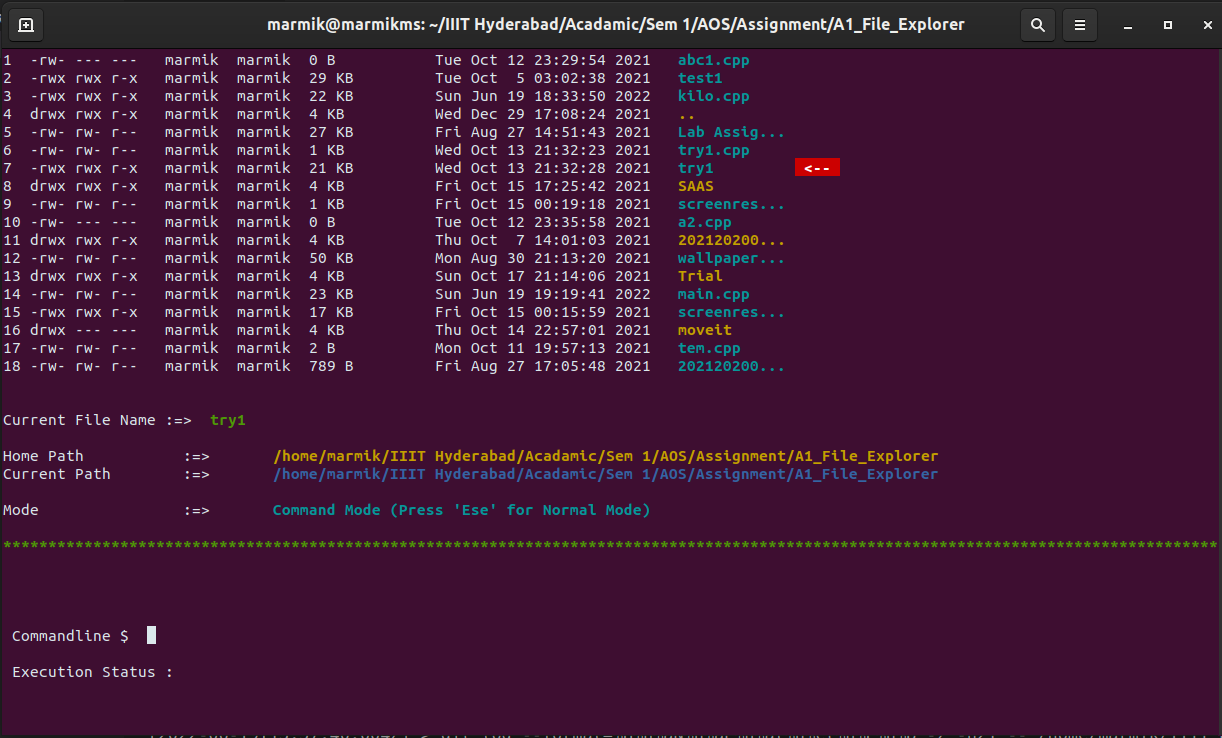 marmik@marmikms: ~/IIIT Hyderabad/Acadamic/Sem 1/AOS/Assignment/A1_File_Explorer
1 -rw- --- --- marmik marmik 0 B Tue Oct 12 23:29:54 2021 abc1.cpp
2 -rwx rwx r-x marmik marmik 29 KB Tue Oct 5 03:02:38 2021 test1
3 -rwx rwx r-x marmik marmik 22 KB Sun Jun 19 18:33:50 2022 kilo.cpp
4 drwx rwx r-x marmik marmik 4 KB Wed Dec 29 17:08:24 2021 ..
5 -rw- rw- r-- marmik marmik 27 KB Fri Aug 27 14:51:43 2021 Lab Assig...
6 -rw- rw- r-- marmik marmik 1 KB Wed Oct 13 21:32:23 2021 try1.cpp
7 -rwx rwx r-x marmik marmik 21 KB Wed Oct 13 21:32:28 2021 try1 <--
8 drwx rwx r-x marmik marmik 4 KB Fri Oct 15 17:25:42 2021 SAAS
9 -rw- rw- r-- marmik marmik 1 KB Fri Oct 15 00:19:18 2021 screenres...
10 -rw- --- --- marmik marmik 0 B Tue Oct 12 23:35:58 2021 a2.cpp
11 drwx rwx r-x marmik marmik 4 KB Thu Oct 7 14:01:03 2021 202120200...
12 -rw- rw- r-- marmik marmik 50 KB Mon Aug 30 21:13:20 2021 wallpaper...
13 drwx rwx r-x marmik marmik 4 KB Sun Oct 17 21:14:06 2021 Trial
14 -rw- rw- r-- marmik marmik 23 KB Sun Jun 19 19:19:41 2022 main.cpp
15 -rwx rwx r-x marmik marmik 17 KB Fri Oct 15 00:15:59 2021 screenres...
16 drwx --- --- marmik marmik 4 KB Thu Oct 14 22:57:01 2021 moveit
17 -rw- rw- r-- marmik marmik 2 B Mon Oct 11 19:57:13 2021 tem.cpp
18 -rw- rw- r-- marmik marmik 789 B Fri Aug 27 17:05:48 2021 202120200...
Current File Name :=> try1
Home Path :=> /home/marmik/IIIT Hyderabad/Acadamic/Sem 1/AOS/Assignment/A1_File_Explorer
Current Path :=> /home/marmik/IIIT Hyderabad/Acadamic/Sem 1/AOS/Assignment/A1_File_Explorer
Mode :=> Command Mode (Press 'Ese' for Normal Mode)
***************************************************************************************************************************************
Commandline $
Execution Status :